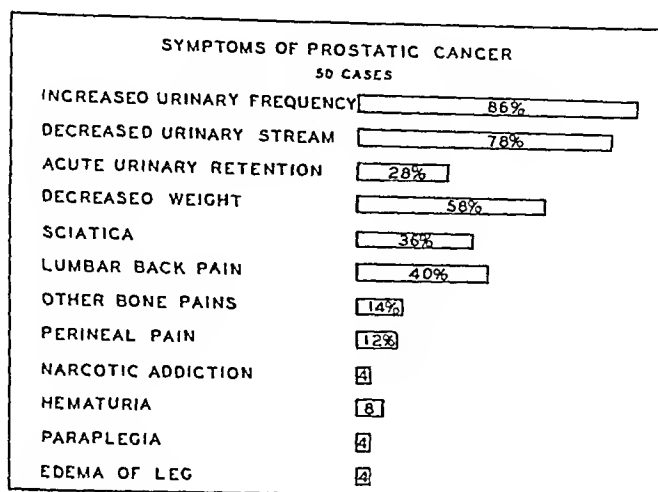 SYMPTOMS OF PROSTATIC CANCER
50 CASES
INCREASED URINARY FREQUENCY 86%
DECREASED URINARY STREAM 78%
ACUTE URINARY RETENTION 28%
DECREASED WEIGHT 58%
SCIATICA 36%
LUMBAR BACK PAIN 40%
OTHER BONE PAINS 14%
PERINEAL PAIN 12%
NARCOTIC ADDICTION 4
HEMATURIA 8
PARAPLEGIA 4
EDEMA OF LEG 4